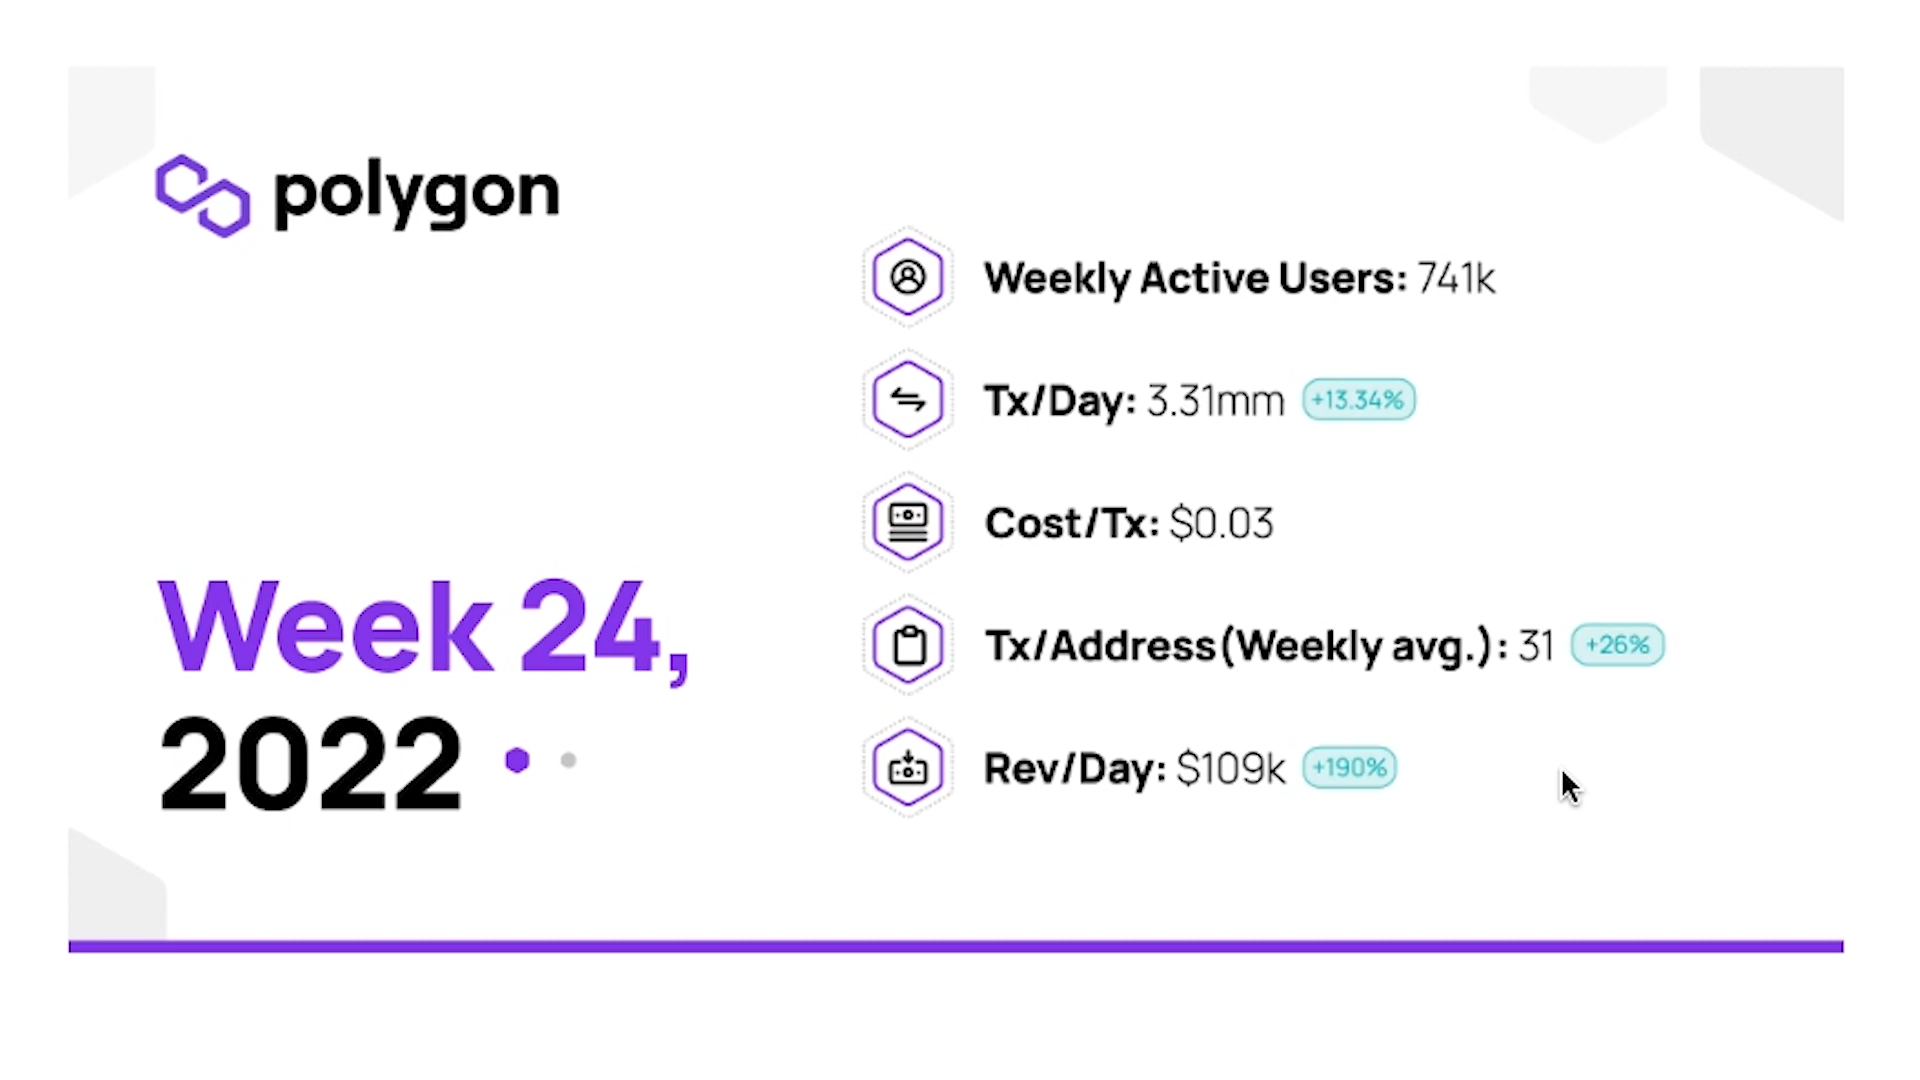 polygon
Week 24,
2022
Weekly Active Users: 741k
Tx/Day: 3.31mm +13.34%
Cost/Tx: $0.03
Tx/Address(Weekly avg.): 31 +26%
Rev/Day: $109k +190%